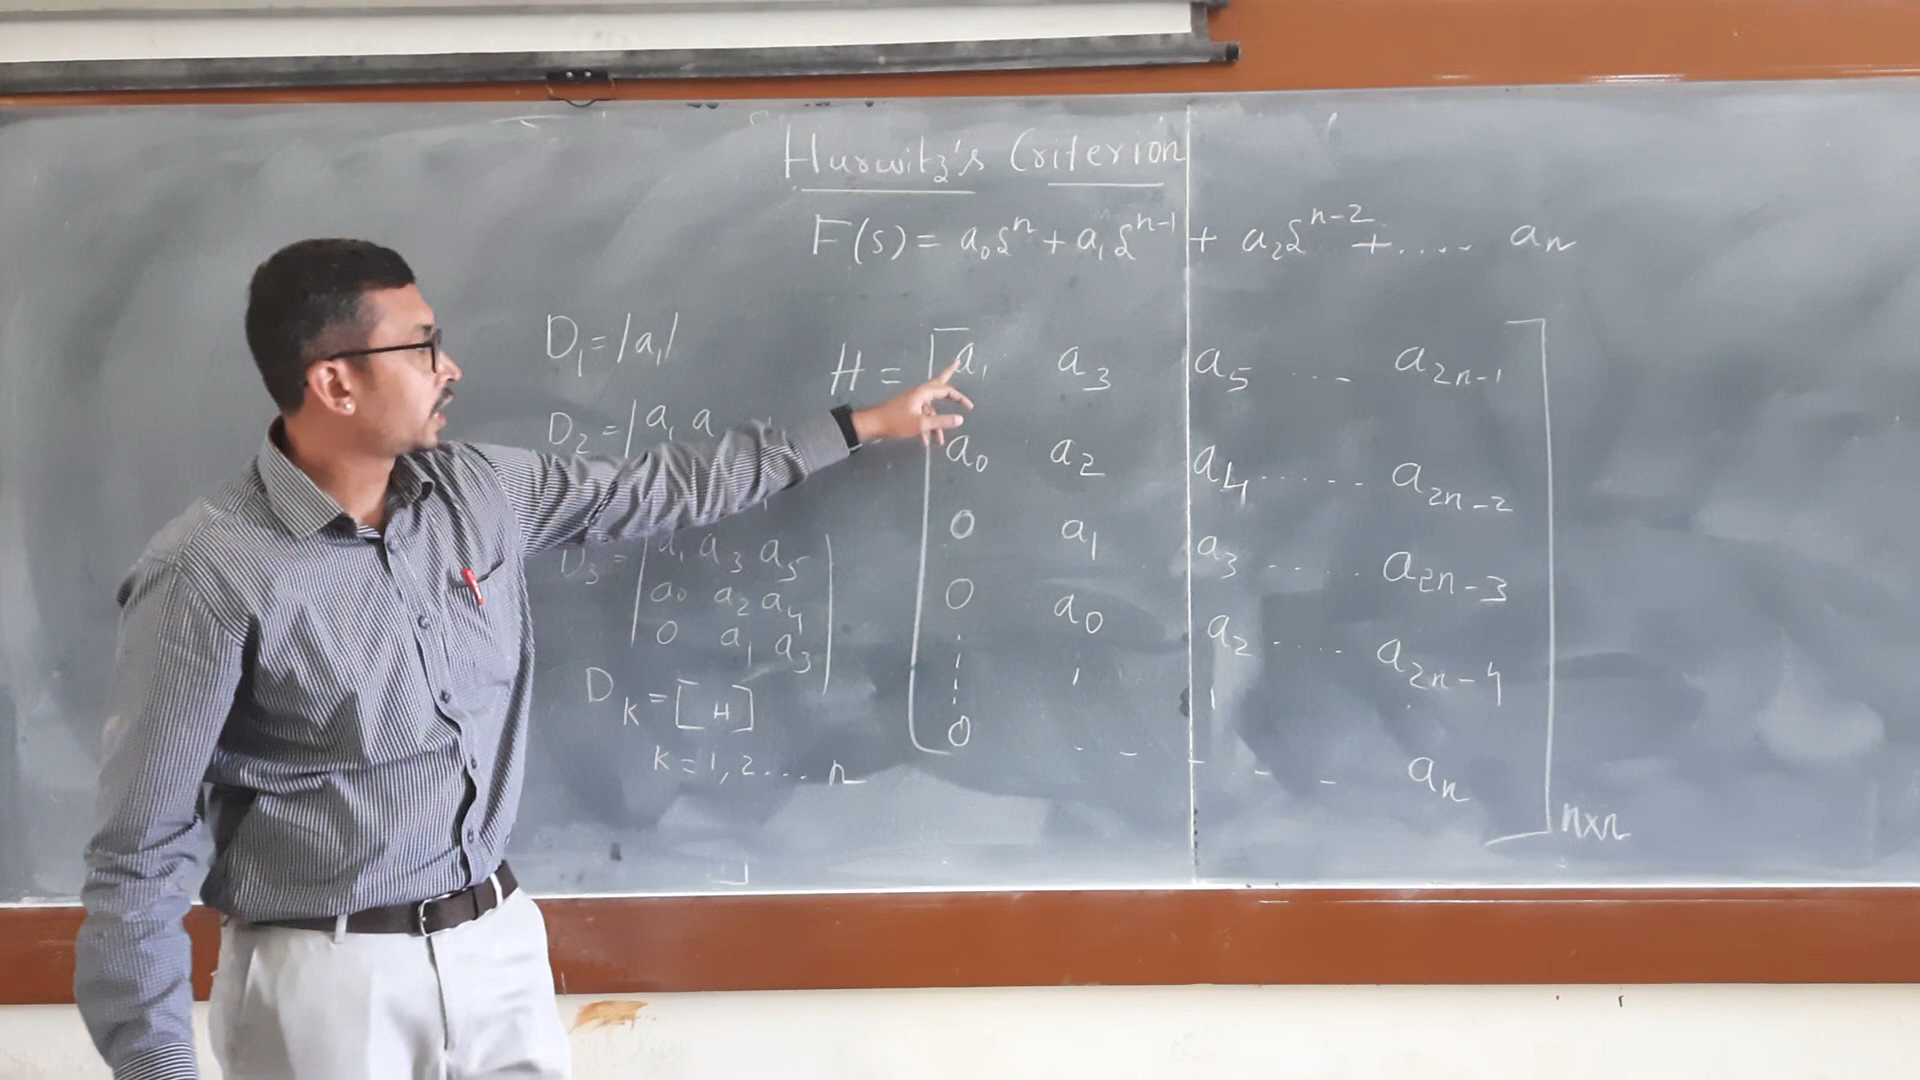 Hurwitz's Criterion
F(s) = a₀sⁿ + a₁sⁿ⁻¹ + a₂sⁿ⁻² + .... aₙ
D₁ = |a₁|
D₂ = | a₁ a
D₃ = | a₁ a₃ a₅ |
a₀ a₂ a₄
0 a₁ a₃
D_K = [H]
K = 1, 2 .... n
H = [ a₁ a₃ a₅ ... a₂ₙ₋₁ ]
a₀ a₂ a₄ ...... a₂ₙ₋₂
0 a₁ a₃ ..... a₂ₙ₋₃
0 a₀ a₂ .... a₂ₙ₋₄
0 - - - - - aₙ
n×n